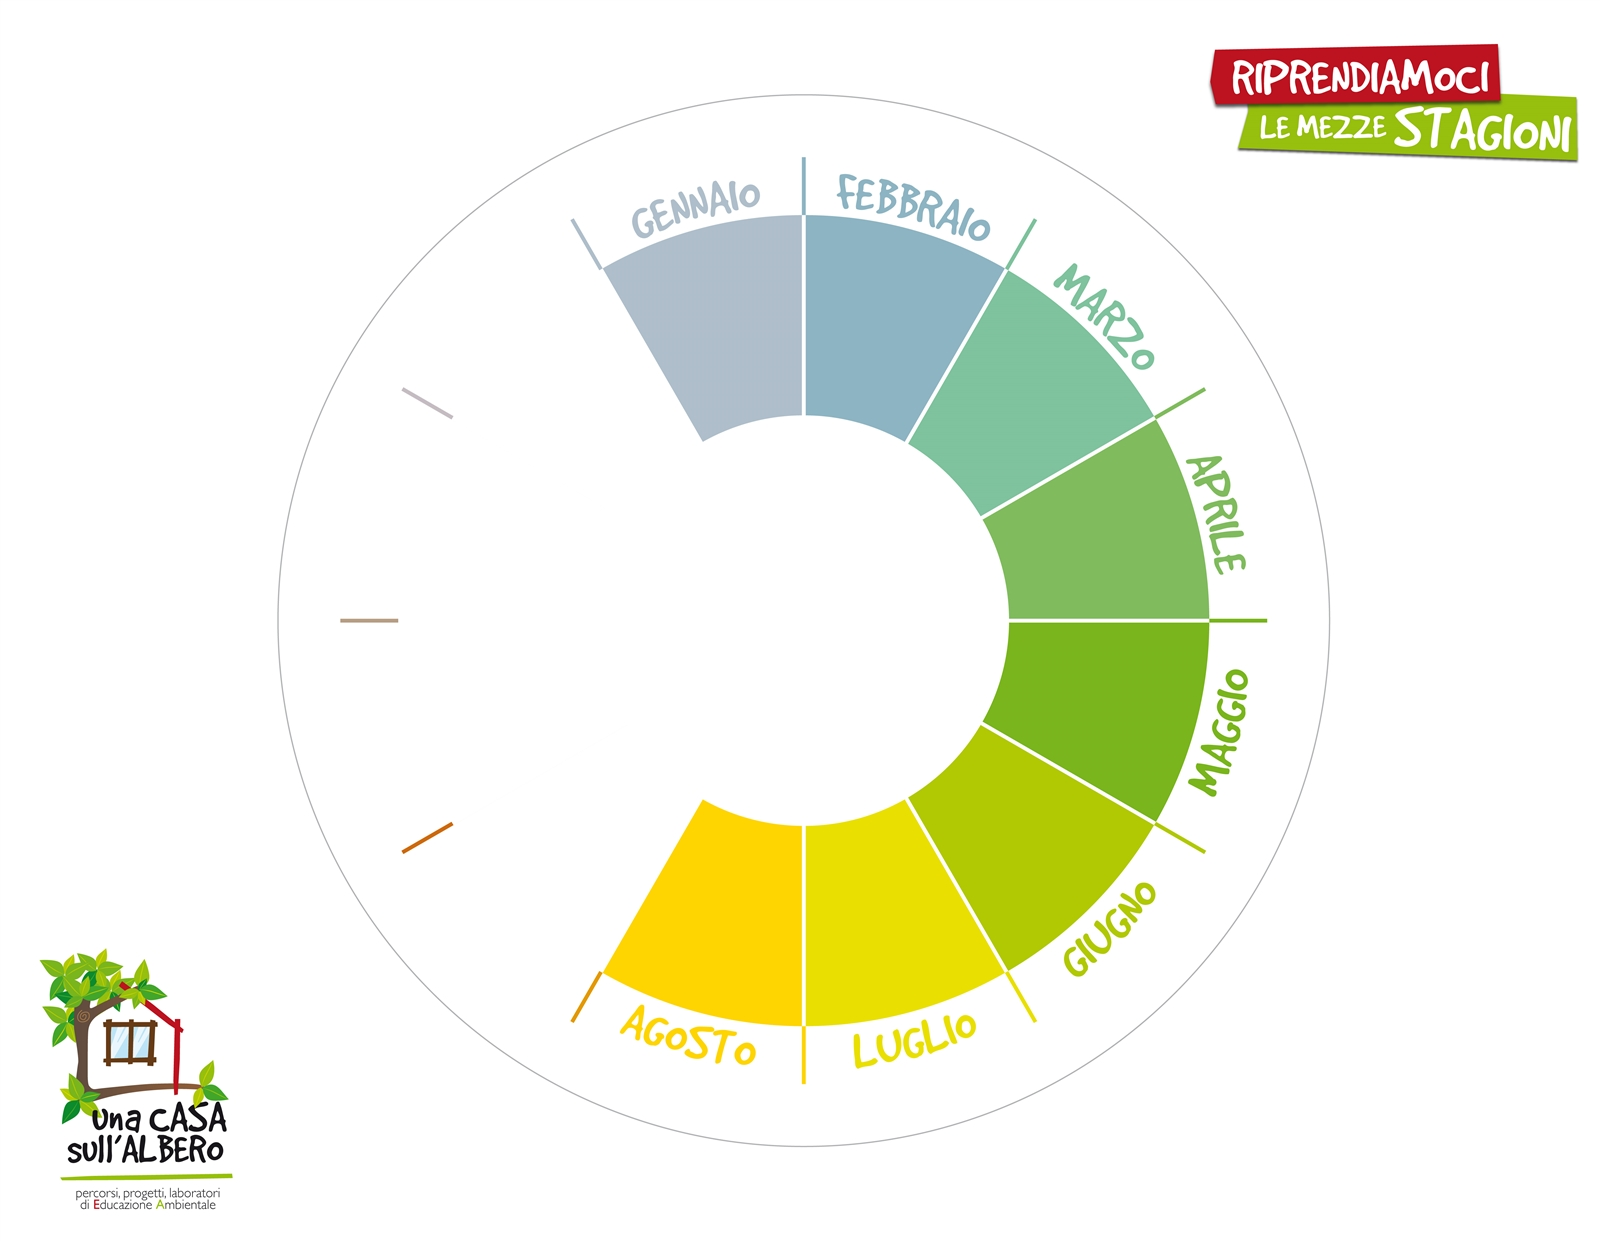 RIPRENDIAMOCI
LE MEZZE STAGIONI
GENNAIO
FEBBRAIO
MARZO
APRILE
MAGGIO
GIUGNO
LUGLIO
AGOSTO
una CASA
sull'ALBERO
percorsi, progetti, laboratori
di Educazione Ambientale